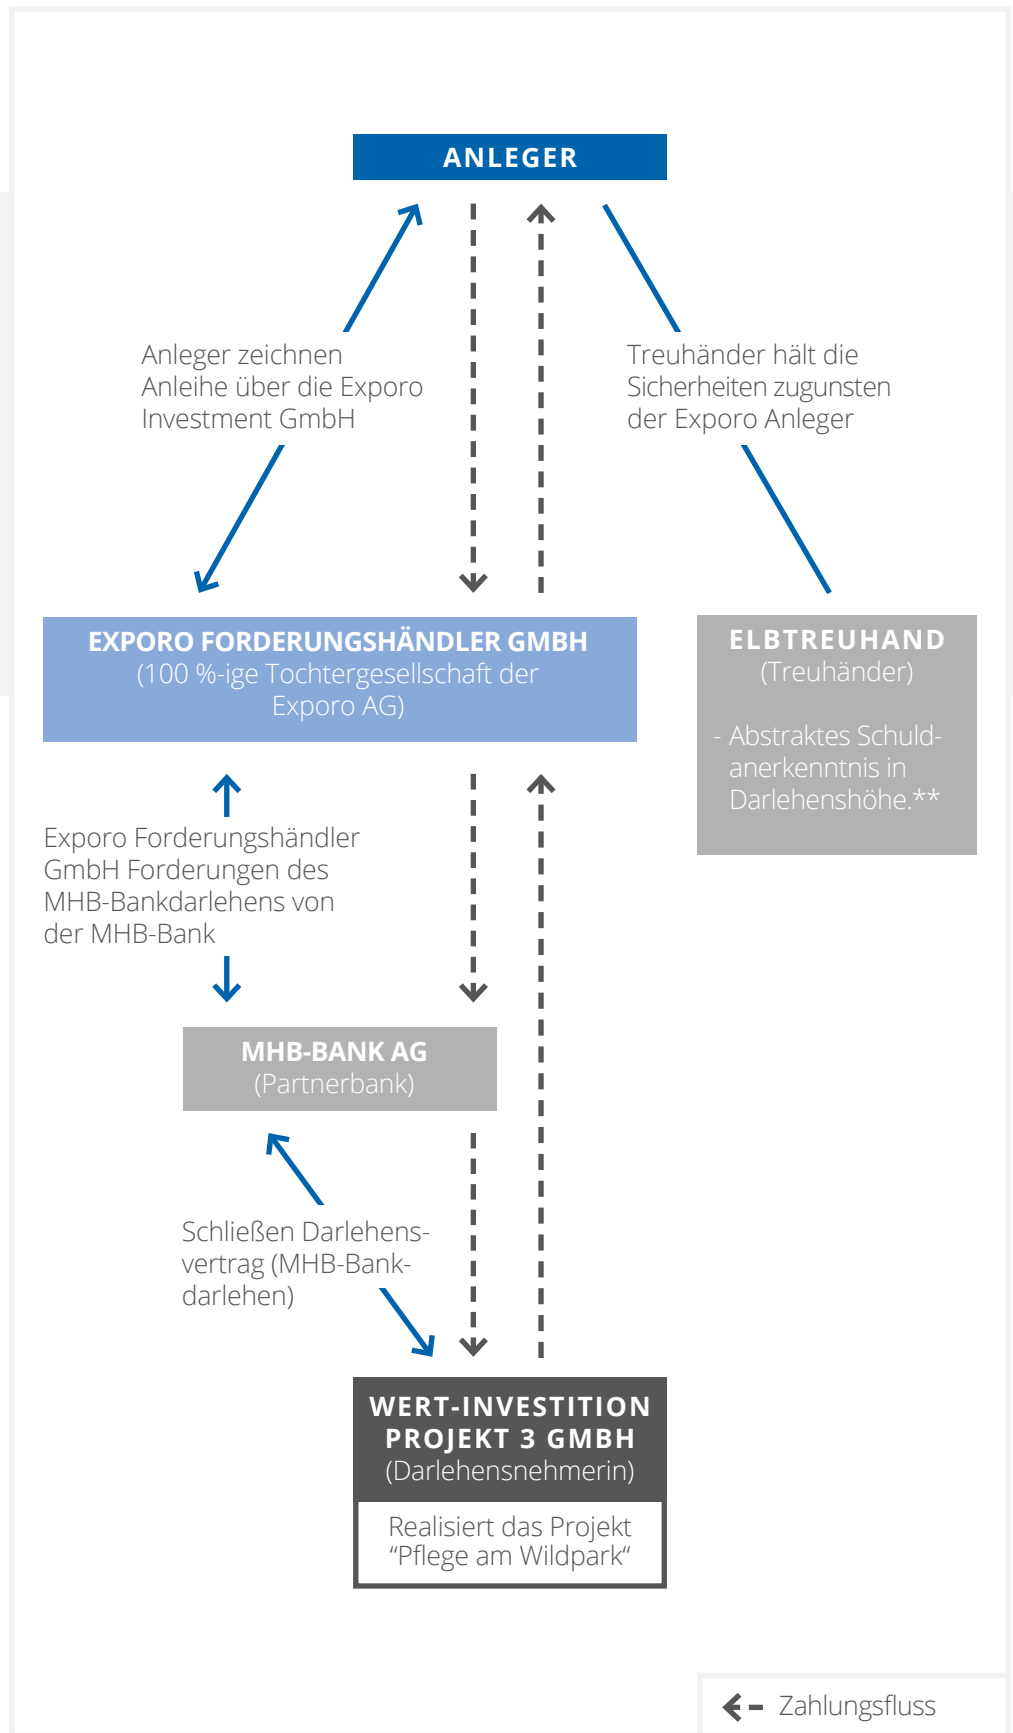 ANLEGER
Anleger zeichnen
Anleihe über die Exporo
Investment GmbH
Treuhänder hält die
Sicherheiten zugunsten
der Exporo Anleger
EXPORO FORDERUNGSHÄNDLER GMBH
(100 %-ige Tochtergesellschaft der
Exporo AG)
ELBTREUHAND
(Treuhänder)
- Abstraktes Schuld-
anerkenntnis in
Darlehenshöhe.**
Exporo Forderungshändler
GmbH Forderungen des
MHB-Bankdarlehens von
der MHB-Bank
MHB-BANK AG
(Partnerbank)
Schließen Darlehens-
vertrag (MHB-Bank-
darlehen)
WERT-INVESTITION
PROJEKT 3 GMBH
(Darlehensnehmerin)
Realisiert das Projekt
“Pflege am Wildpark“
Zahlungsfluss